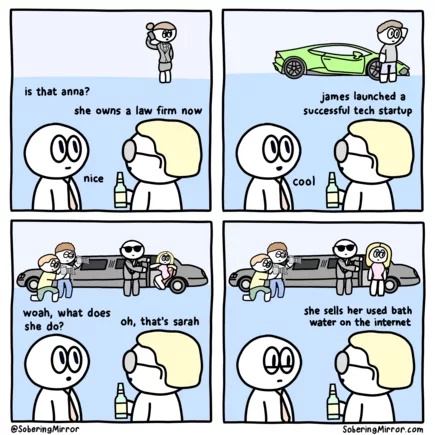 is that anna?
she owns a law firm now
nice
james launched a
successful tech startup
cool
woah, what does
she do?
oh, that's sarah
she sells her used bath
water on the internet
@SoberingMirror
SoberingMirror.com